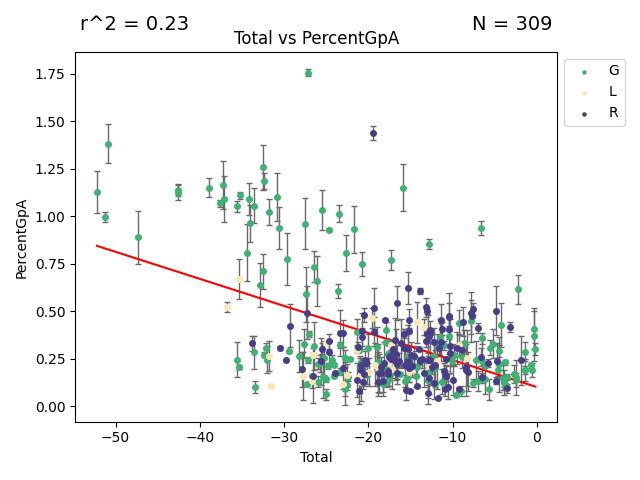 r^2 = 0.23
N = 309
Total vs PercentGpA
G
L
R
PercentGpA
1.75
1.50
1.25
1.00
0.75
0.50
0.25
0.00
−50
−40
−30
−20
−10
0
Total